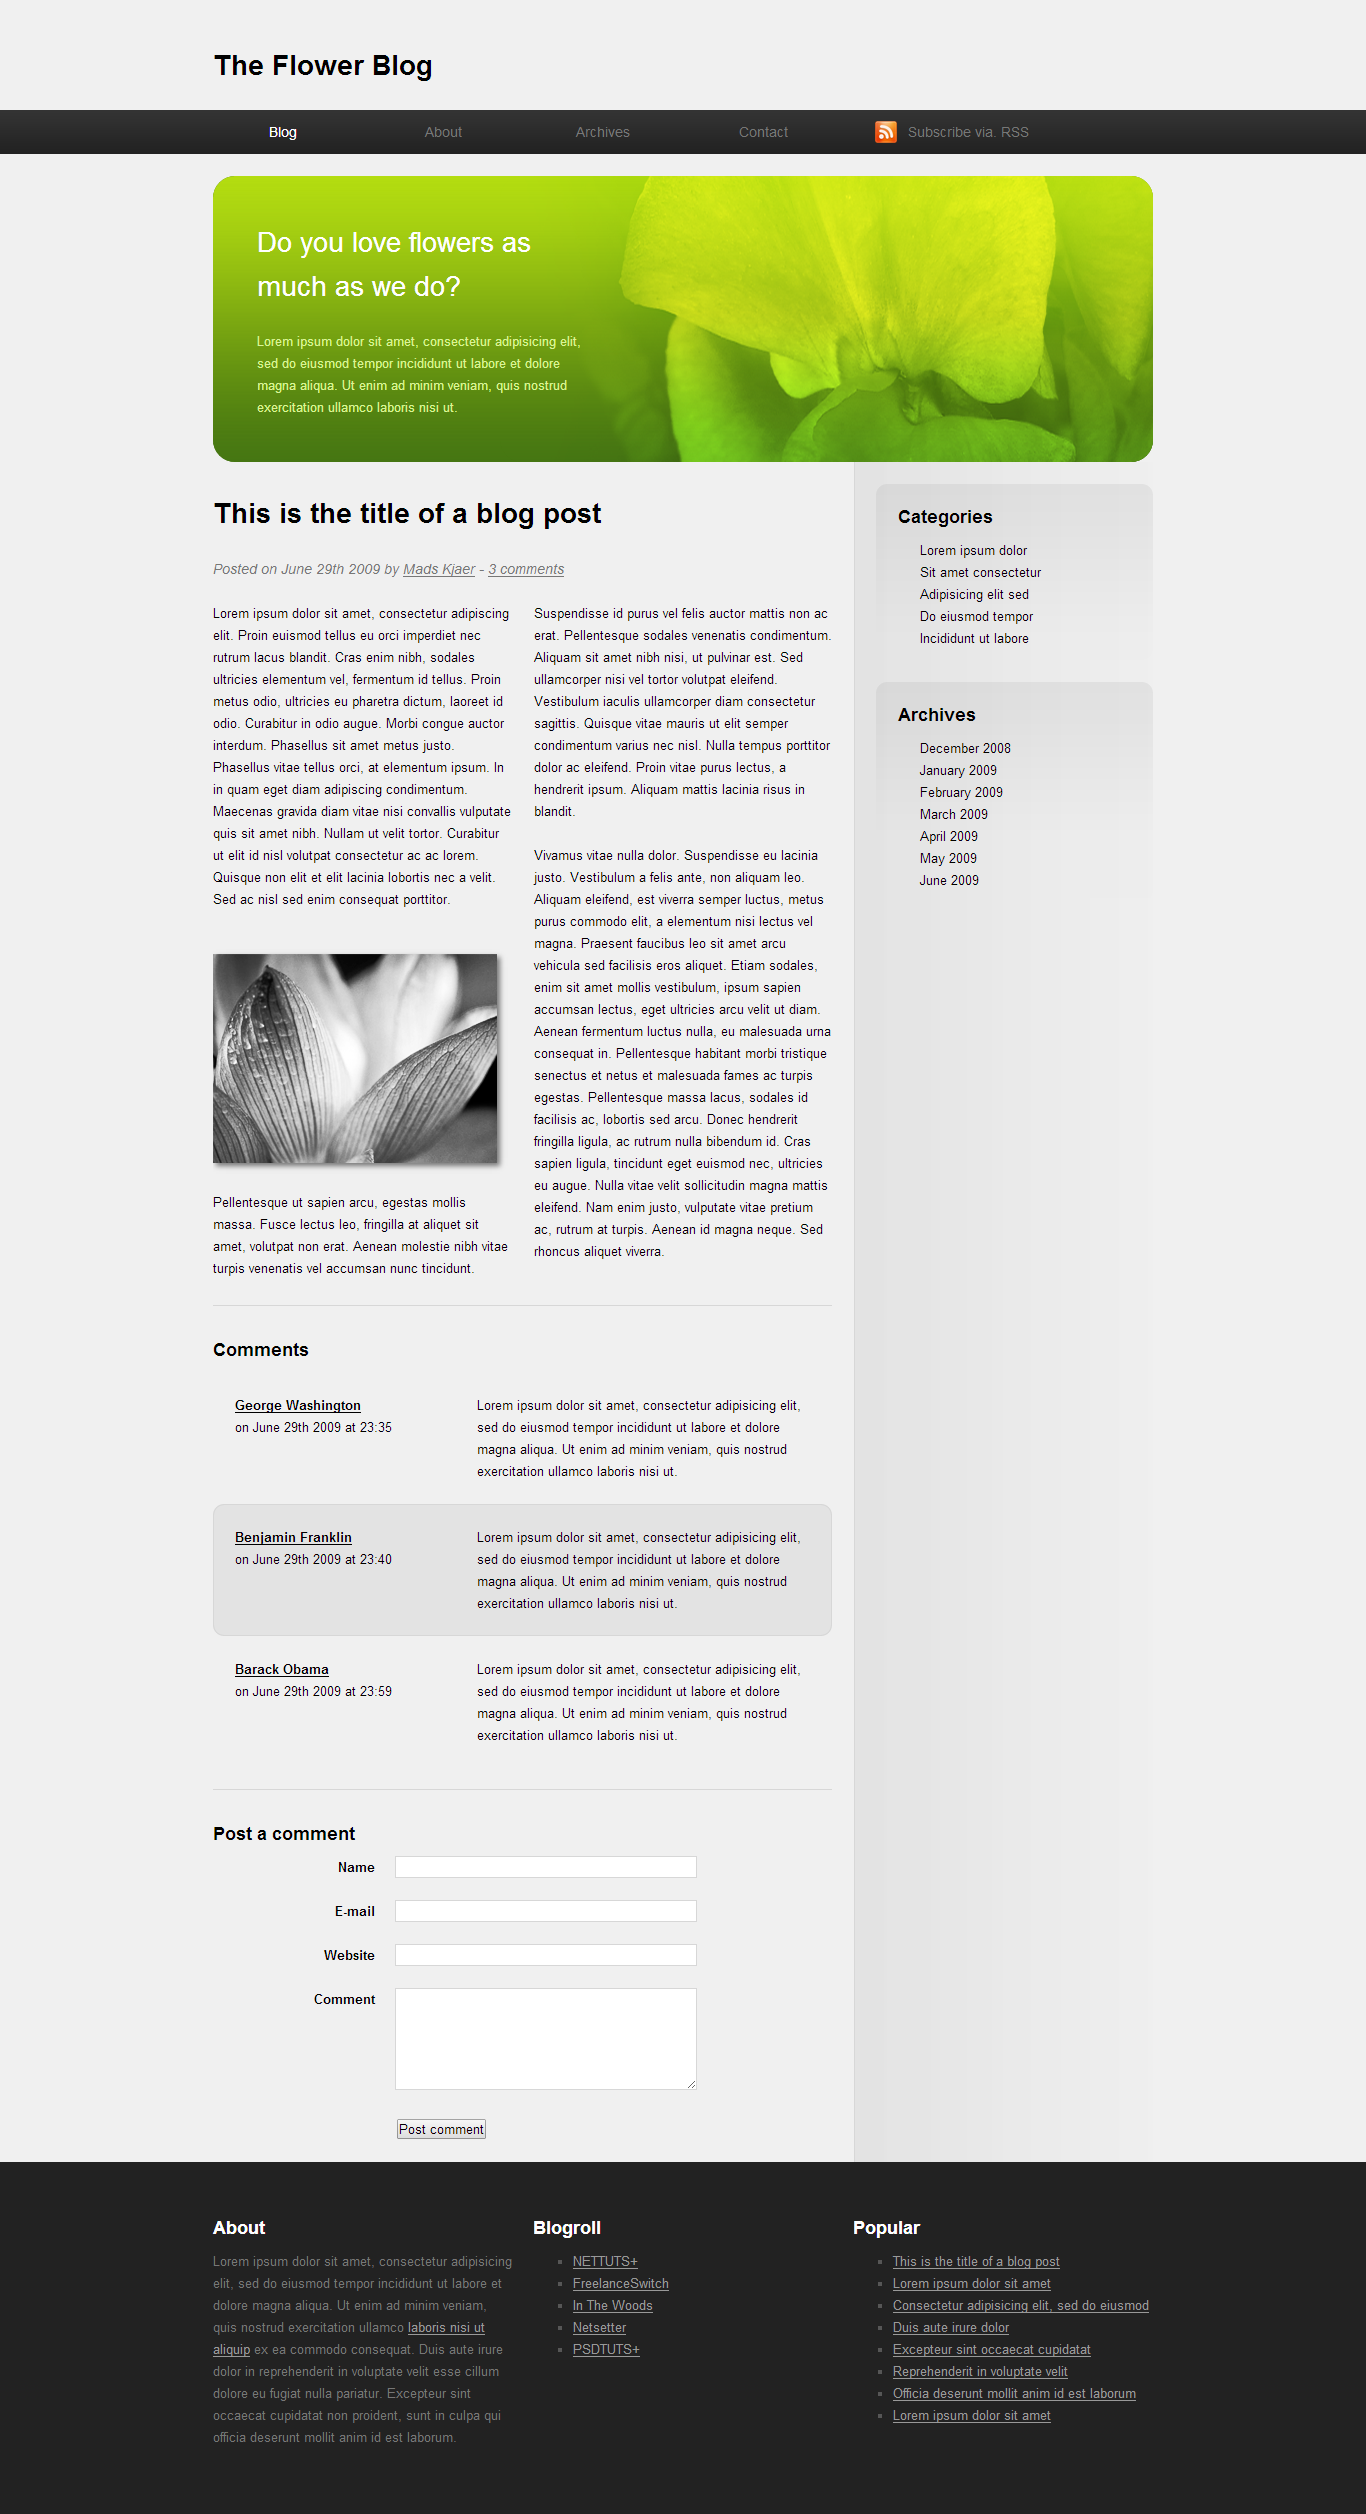 The Flower Blog
Blog
About
Archives
Contact
Subscribe via. RSS
Do you love flowers as
much as we do?
Lorem ipsum dolor sit amet, consectetur adipisicing elit,
sed do eiusmod tempor incididunt ut labore et dolore
magna aliqua. Ut enim ad minim veniam, quis nostrud
exercitation ullamco laboris nisi ut.
This is the title of a blog post
Posted on June 29th 2009 by Mads Kjaer - 3 comments
Lorem ipsum dolor sit amet, consectetur adipiscing
elit. Proin euismod tellus eu orci imperdiet nec
rutrum lacus blandit. Cras enim nibh, sodales
ultricies elementum vel, fermentum id tellus. Proin
metus odio, ultricies eu pharetra dictum, laoreet id
odio. Curabitur in odio augue. Morbi congue auctor
interdum. Phasellus sit amet metus justo.
Phasellus vitae tellus orci, at elementum ipsum. In
in quam eget diam adipiscing condimentum.
Maecenas gravida diam vitae nisi convallis vulputate
quis sit amet nibh. Nullam ut velit tortor. Curabitur
ut elit id nisl volutpat consectetur ac ac lorem.
Quisque non elit et elit lacinia lobortis nec a velit.
Sed ac nisl sed enim consequat porttitor.
Pellentesque ut sapien arcu, egestas mollis
massa. Fusce lectus leo, fringilla at aliquet sit
amet, volutpat non erat. Aenean molestie nibh vitae
turpis venenatis vel accumsan nunc tincidunt.
Suspendisse id purus vel felis auctor mattis non ac
erat. Pellentesque sodales venenatis condimentum.
Aliquam sit amet nibh nisi, ut pulvinar est. Sed
ullamcorper nisi vel tortor volutpat eleifend.
Vestibulum iaculis ullamcorper diam consectetur
sagittis. Quisque vitae mauris ut elit semper
condimentum varius nec nisl. Nulla tempus porttitor
dolor ac eleifend. Proin vitae purus lectus, a
hendrerit ipsum. Aliquam mattis lacinia risus in
blandit.
Vivamus vitae nulla dolor. Suspendisse eu lacinia
justo. Vestibulum a felis ante, non aliquam leo.
Aliquam eleifend, est viverra semper luctus, metus
purus commodo elit, a elementum nisi lectus vel
magna. Praesent faucibus leo sit amet arcu
vehicula sed facilisis eros aliquet. Etiam sodales,
enim sit amet mollis vestibulum, ipsum sapien
accumsan lectus, eget ultricies arcu velit ut diam.
Aenean fermentum luctus nulla, eu malesuada urna
consequat in. Pellentesque habitant morbi tristique
senectus et netus et malesuada fames ac turpis
egestas. Pellentesque massa lacus, sodales id
facilisis ac, lobortis sed arcu. Donec hendrerit
fringilla ligula, ac rutrum nulla bibendum id. Cras
sapien ligula, tincidunt eget euismod nec, ultricies
eu augue. Nulla vitae velit sollicitudin magna mattis
eleifend. Nam enim justo, vulputate vitae pretium
ac, rutrum at turpis. Aenean id magna neque. Sed
rhoncus aliquet viverra.
Categories
Lorem ipsum dolor
Sit amet consectetur
Adipisicing elit sed
Do eiusmod tempor
Incididunt ut labore
Archives
December 2008
January 2009
February 2009
March 2009
April 2009
May 2009
June 2009
Comments
George Washington
on June 29th 2009 at 23:35
Lorem ipsum dolor sit amet, consectetur adipisicing elit,
sed do eiusmod tempor incididunt ut labore et dolore
magna aliqua. Ut enim ad minim veniam, quis nostrud
exercitation ullamco laboris nisi ut.
Benjamin Franklin
on June 29th 2009 at 23:40
Lorem ipsum dolor sit amet, consectetur adipisicing elit,
sed do eiusmod tempor incididunt ut labore et dolore
magna aliqua. Ut enim ad minim veniam, quis nostrud
exercitation ullamco laboris nisi ut.
Barack Obama
on June 29th 2009 at 23:59
Lorem ipsum dolor sit amet, consectetur adipisicing elit,
sed do eiusmod tempor incididunt ut labore et dolore
magna aliqua. Ut enim ad minim veniam, quis nostrud
exercitation ullamco laboris nisi ut.
Post a comment
Name
E-mail
Website
Comment
Post comment
About
Lorem ipsum dolor sit amet, consectetur adipisicing
elit, sed do eiusmod tempor incididunt ut labore et
dolore magna aliqua. Ut enim ad minim veniam,
quis nostrud exercitation ullamco laboris nisi ut
aliquip ex ea commodo consequat. Duis aute irure
dolor in reprehenderit in voluptate velit esse cillum
dolore eu fugiat nulla pariatur. Excepteur sint
occaecat cupidatat non proident, sunt in culpa qui
officia deserunt mollit anim id est laborum.
Blogroll
NETTUTS+
FreelanceSwitch
In The Woods
Netsetter
PSDTUTS+
Popular
This is the title of a blog post
Lorem ipsum dolor sit amet
Consectetur adipisicing elit, sed do eiusmod
Duis aute irure dolor
Excepteur sint occaecat cupidatat
Reprehenderit in voluptate velit
Officia deserunt mollit anim id est laborum
Lorem ipsum dolor sit amet